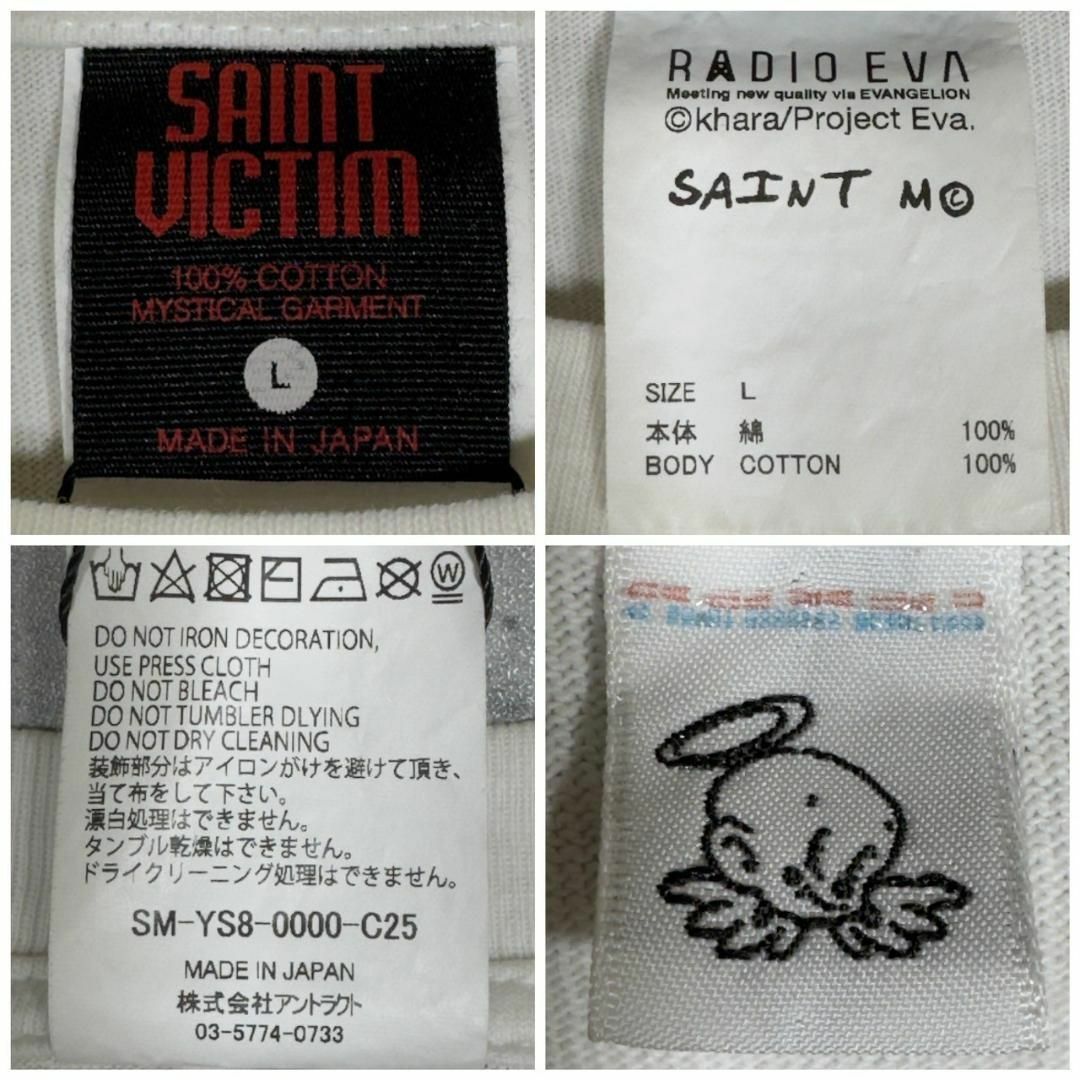 SAINT
VICTIM
100% COTTON
MYSTICAL GARMENT
L
MADE IN JAPAN
RADIO EVA
Meeting new quality via EVANGELION
©khara/Project Eva.
SAINT M©
SIZE L
本体 綿 100%
BODY COTTON 100%
W
DO NOT IRON DECORATION,
USE PRESS CLOTH
DO NOT BLEACH
DO NOT TUMBLER DLYING
DO NOT DRY CLEANING
装飾部分はアイロンがけを避けて頂き、
当て布をして下さい。
漂白処理はできません。
タンブル乾燥はできません。
ドライクリーニング処理はできません。
SM-YS8-0000-C25
MADE IN JAPAN
株式会社アントラクト
03-5774-0733